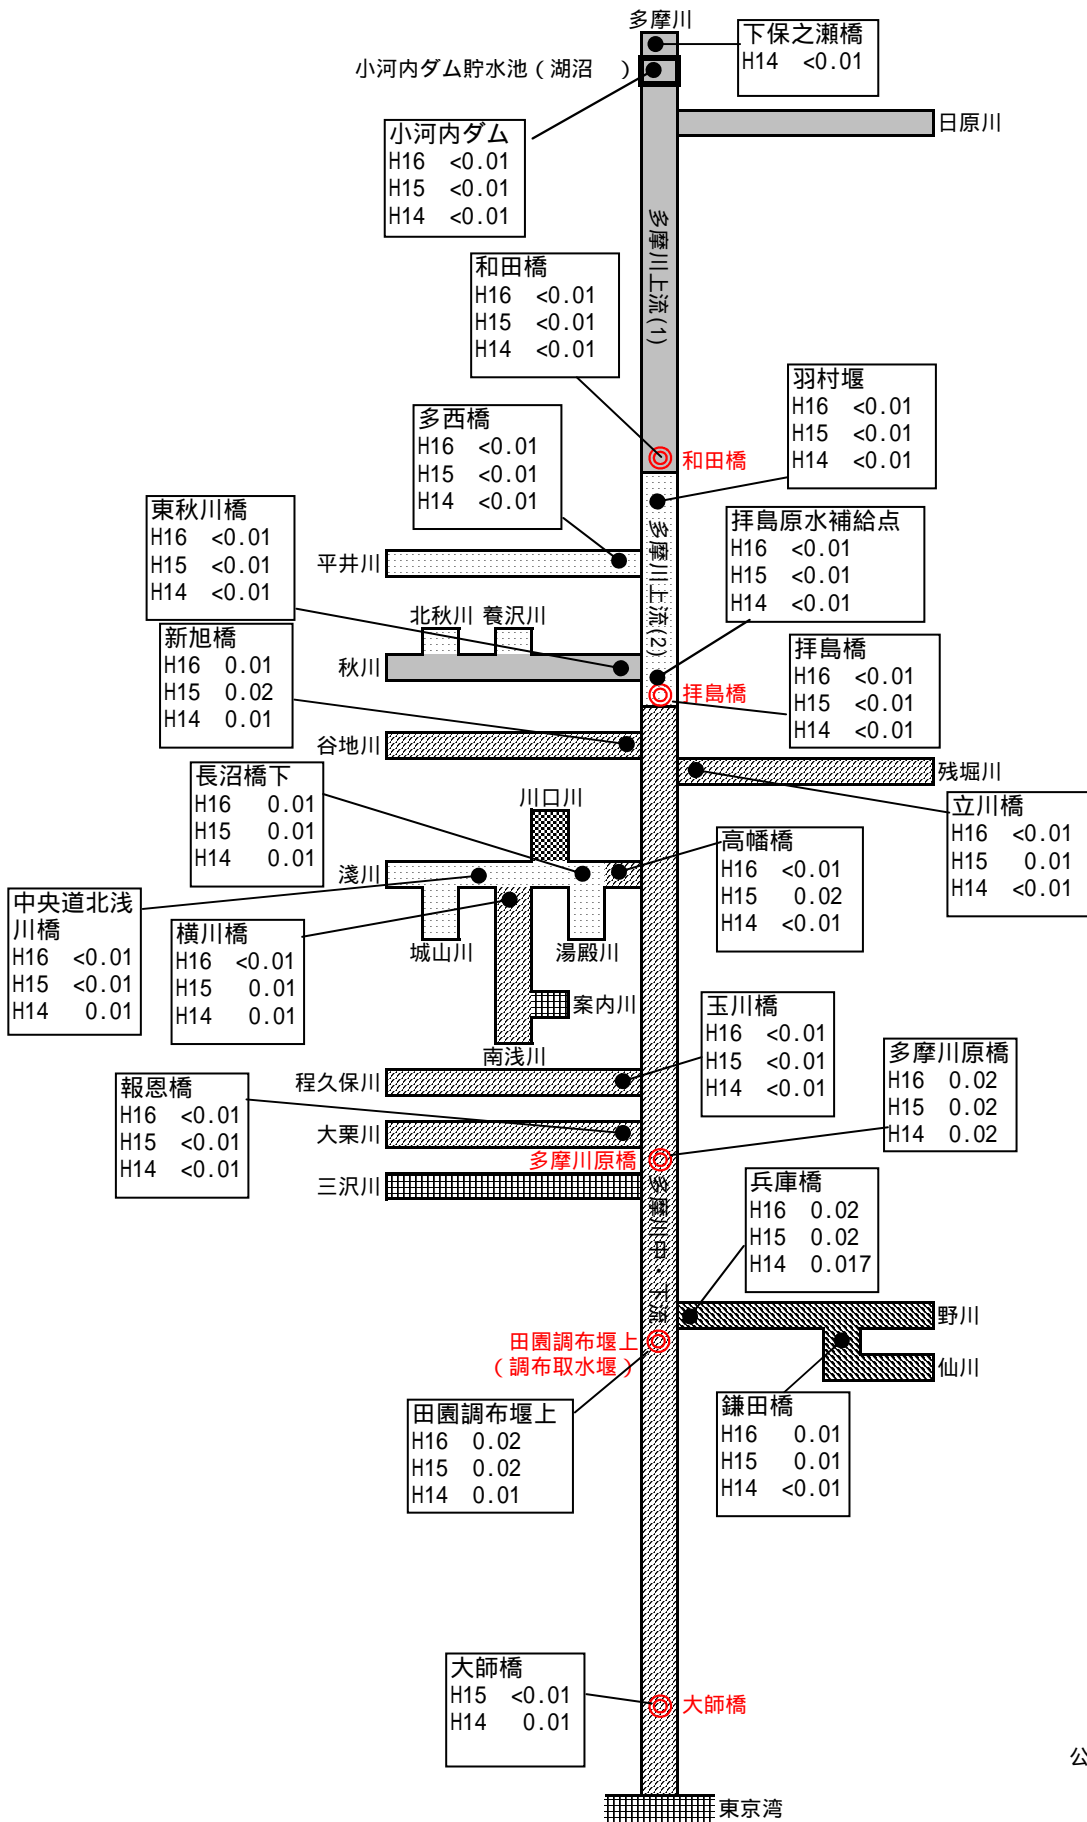 多摩川
下保之瀬橋
H14 <0.01
小河内ダム貯水池（湖沼　）
日原川
小河内ダム
H16 <0.01
H15 <0.01
H14 <0.01
多摩川上流(1)
和田橋
H16 <0.01
H15 <0.01
H14 <0.01
羽村堰
H16 <0.01
H15 <0.01
H14 <0.01
多西橋
H16 <0.01
H15 <0.01
H14 <0.01
和田橋
東秋川橋
H16 <0.01
H15 <0.01
H14 <0.01
拝島原水補給点
H16 <0.01
H15 <0.01
H14 <0.01
多摩川上流(2)
平井川
北秋川
養沢川
新旭橋
H16 0.01
H15 0.02
H14 0.01
秋川
拝島橋
拝島橋
H16 <0.01
H15 <0.01
H14 <0.01
谷地川
残堀川
長沼橋下
H16 0.01
H15 0.01
H14 0.01
川口川
立川橋
H16 <0.01
H15 0.01
H14 <0.01
高幡橋
H16 <0.01
H15 0.02
H14 <0.01
淺川
中央道北浅
川橋
H16 <0.01
H15 <0.01
H14 0.01
横川橋
H16 <0.01
H15 0.01
H14 0.01
城山川
湯殿川
案内川
南浅川
玉川橋
H16 <0.01
H15 <0.01
H14 <0.01
多摩川原橋
H16 0.02
H15 0.02
H14 0.02
程久保川
報恩橋
H16 <0.01
H15 <0.01
H14 <0.01
大栗川
多摩川原橋
三沢川
多摩川中・下流
兵庫橋
H16 0.02
H15 0.02
H14 0.017
野川
田園調布堰上
（調布取水堰）
仙川
田園調布堰上
H16 0.02
H15 0.02
H14 0.01
鎌田橋
H16 0.01
H15 0.01
H14 <0.01
大師橋
H15 <0.01
H14 0.01
大師橋
公
東京湾